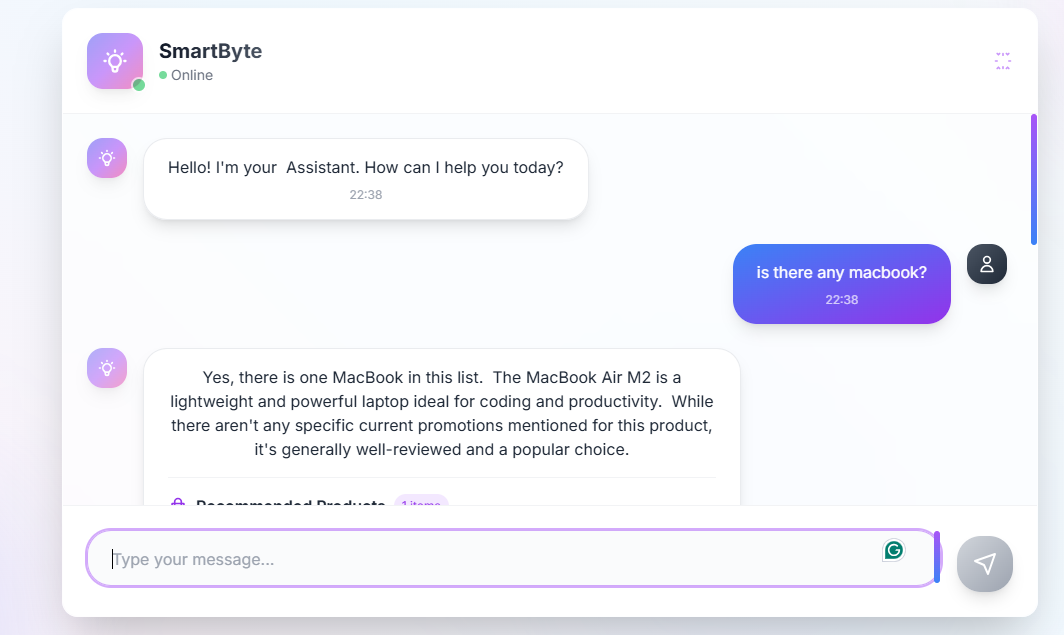 SmartByte
Online
Hello! I'm your  Assistant. How can I help you today?
22:38
is there any macbook?
22:38
Yes, there is one MacBook in this list.  The MacBook Air M2 is a
lightweight and powerful laptop ideal for coding and productivity.  While
there aren't any specific current promotions mentioned for this product,
it's generally well-reviewed and a popular choice.
Recommended Products 1 items
Type your message...